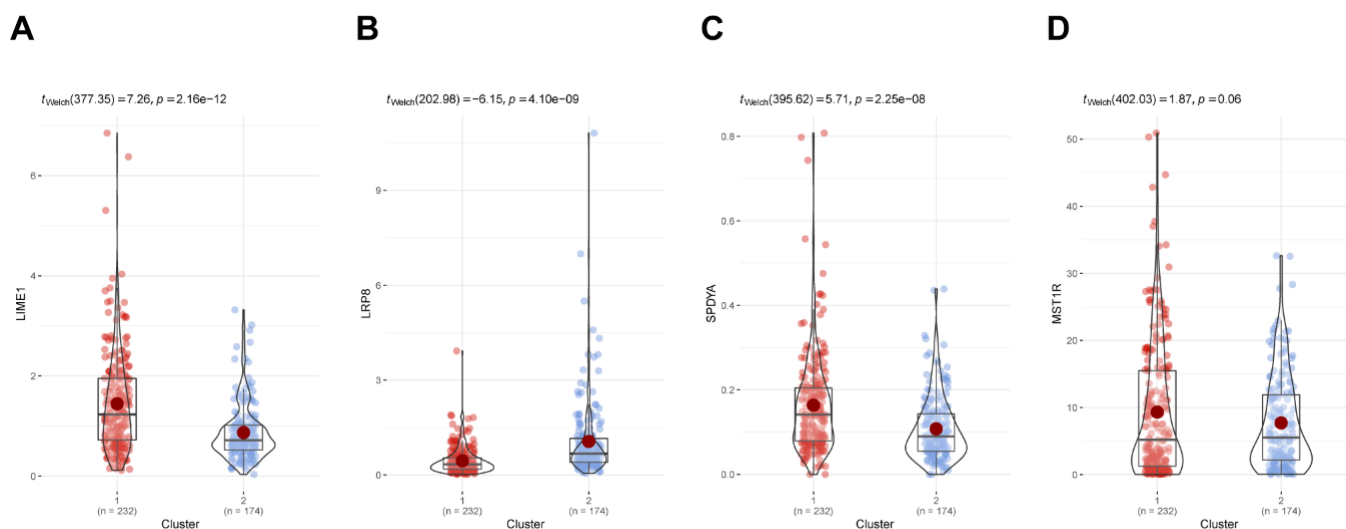 A
B
C
D
tWelch(377.35) = 7.26, p = 2.16e−12
tWelch(202.98) = −6.15, p = 4.10e−09
tWelch(395.62) = 5.71, p = 2.25e−08
tWelch(402.03) = 1.87, p = 0.06
LIME1
6
4
2
0
1
(n = 232)
2
(n = 174)
Cluster
LRP8
9
6
3
0
1
(n = 232)
2
(n = 174)
Cluster
SPDYA
0.8
0.6
0.4
0.2
0.0
1
(n = 232)
2
(n = 174)
Cluster
MST1R
50
40
30
20
10
0
1
(n = 232)
2
(n = 174)
Cluster